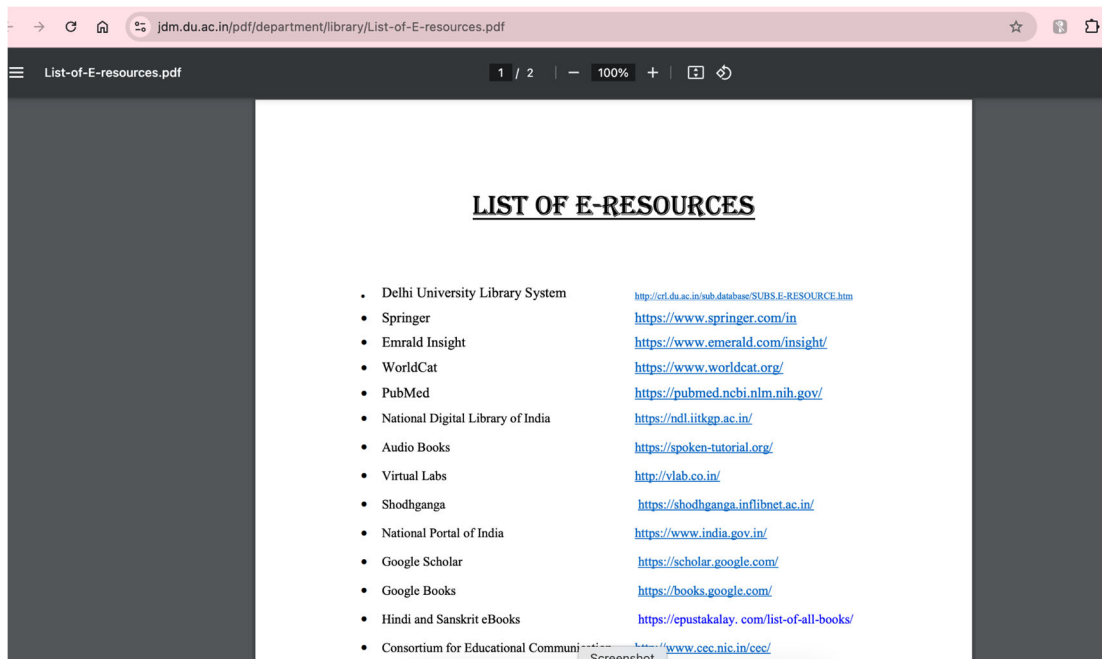 jdm.du.ac.in/pdf/department/library/List-of-E-resources.pdf
List-of-E-resources.pdf 1 / 2 100%
LIST OF E-RESOURCES
Delhi University Library System http://crl.du.ac.in/sub.database/SUBS.E-RESOURCE.htm
Springer https://www.springer.com/in
Emrald Insight https://www.emerald.com/insight/
WorldCat https://www.worldcat.org/
PubMed https://pubmed.ncbi.nlm.nih.gov/
National Digital Library of India https://ndl.iitkgp.ac.in/
Audio Books https://spoken-tutorial.org/
Virtual Labs http://vlab.co.in/
Shodhganga https://shodhganga.inflibnet.ac.in/
National Portal of India https://www.india.gov.in/
Google Scholar https://scholar.google.com/
Google Books https://books.google.com/
Hindi and Sanskrit eBooks https://epustakalay. com/list-of-all-books/
Consortium for Educational Communication http://www.cec.nic.in/cec/
Screenshot